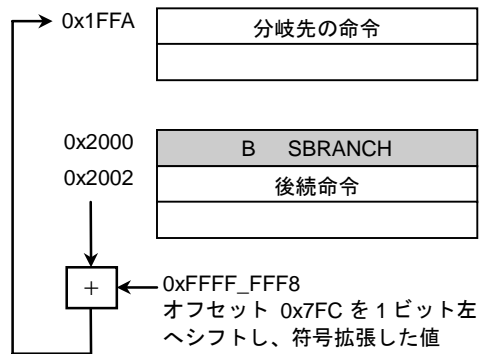 0x1FFA
分岐先の命令
0x2000
B SBRANCH
0x2002
後続命令
+
0xFFFF_FFF8
オフセット 0x7FC を 1 ビット左
へシフトし、符号拡張した値